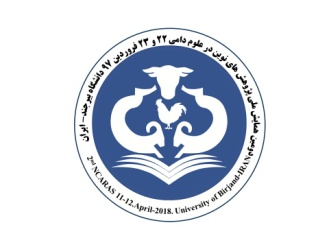 دومین همایش ملی پژوهش های نوین در علوم دامی ۲۲ و ۲۳ فروردین ۹۷ دانشگاه بیرجند - ایران
2nd NCARAS 11-12.April-2018. University of Birjand-IRAN